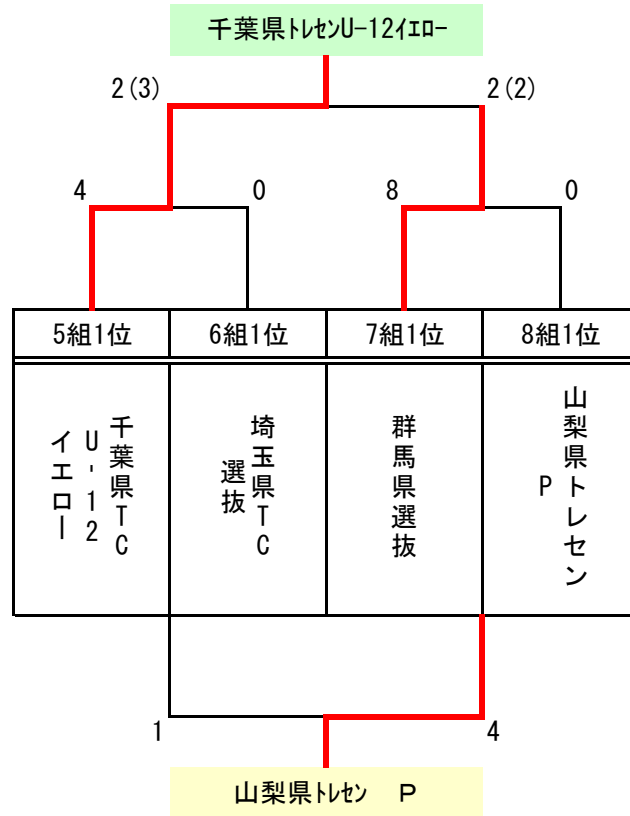 千葉県トレセンU-12イエロー
2(3)
2(2)
4
0
8
0
5組1位
6組1位
7組1位
8組1位
千葉県TC
U-12
イエロー
埼玉県TC
選抜
群馬県選抜
山梨県トレセン
P
1
4
山梨県トレセン　P